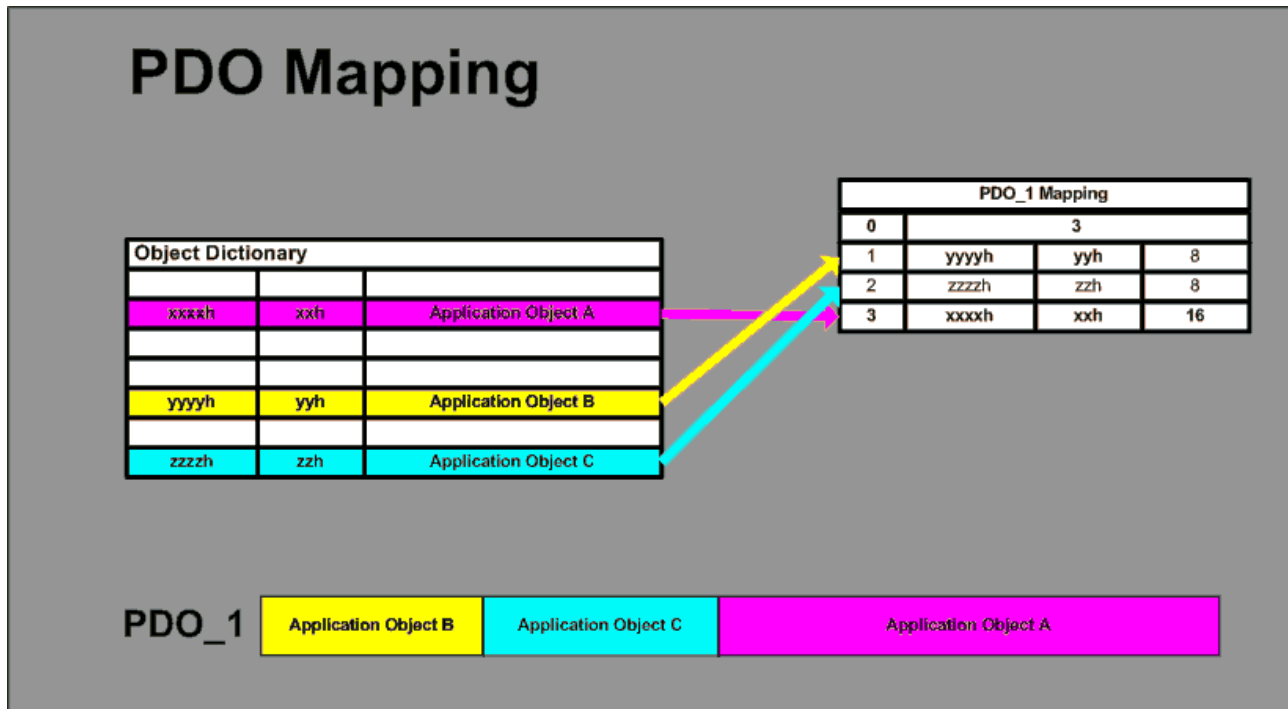 PDO Mapping
PDO_1 Mapping
0 3
1 yyyyh yyh 8
2 zzzzh zzh 8
3 xxxxh xxh 16
Object Dictionary
xxxxh xxh Application Object A
yyyyh yyh Application Object B
zzzzh zzh Application Object C
PDO_1 Application Object B Application Object C Application Object A